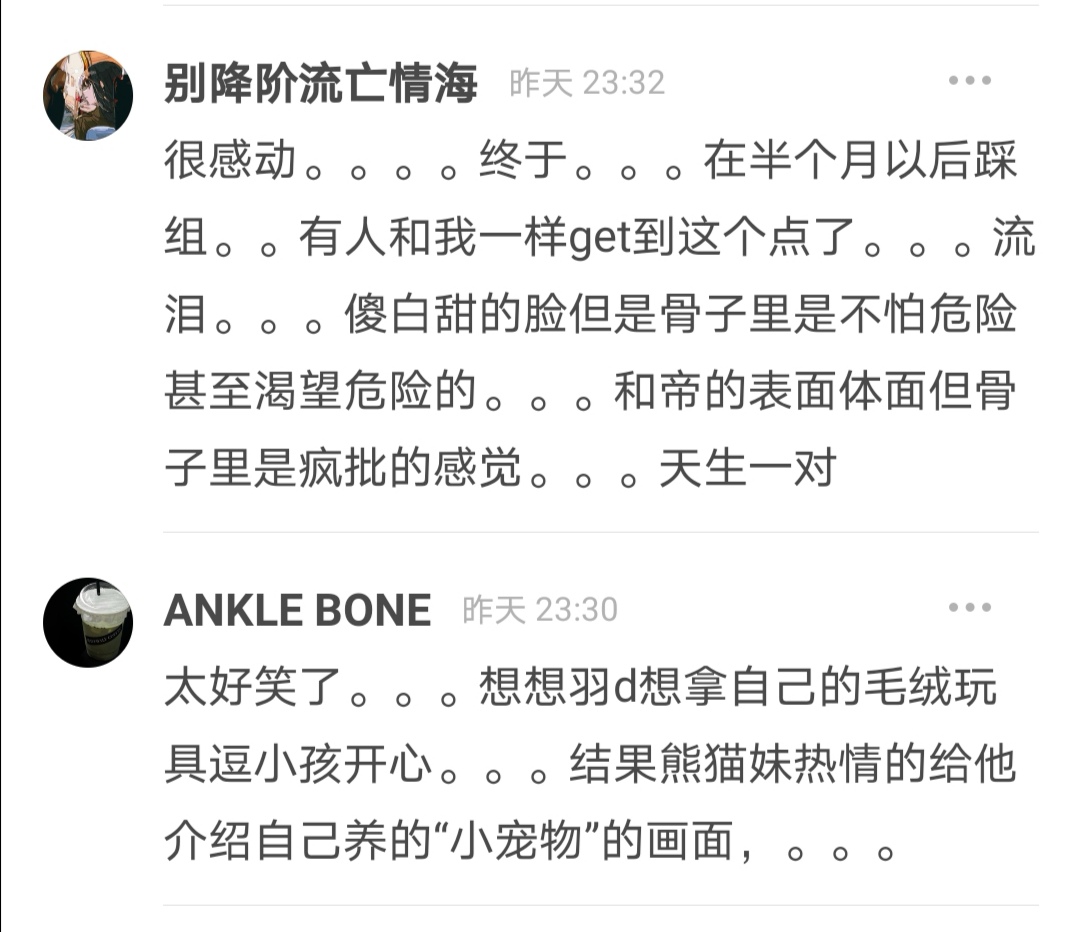 别降阶流亡情海 昨天 23:32
很感动。。。。终于。。。在半个月以后踩
组。。有人和我一样get到这个点了。。。流
泪。。。傻白甜的脸但是骨子里是不怕危险
甚至渴望危险的。。。和帝的表面体面但骨
子里是疯批的感觉。。。天生一对
ANKLE BONE 昨天 23:30
太好笑了。。。想想羽d想拿自己的毛绒玩
具逗小孩开心。。。结果熊猫妹热情的给他
介绍自己养的“小宠物”的画面，。。。